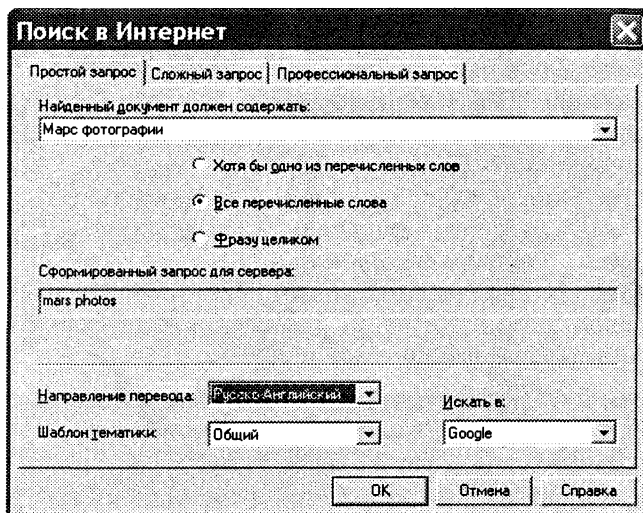 Поиск в Интернет
Простой запрос Сложный запрос Профессиональный запрос
Найденный документ должен содержать:
Марс фотографии
Хотя бы одно из перечисленных слов
Все перечисленные слова
Фразу целиком
Сформированный запрос для сервера:
mars photos
Направление перевода: Русско-Английский Искать в:
Шаблон тематики: Общий Google
OK Отмена Справка